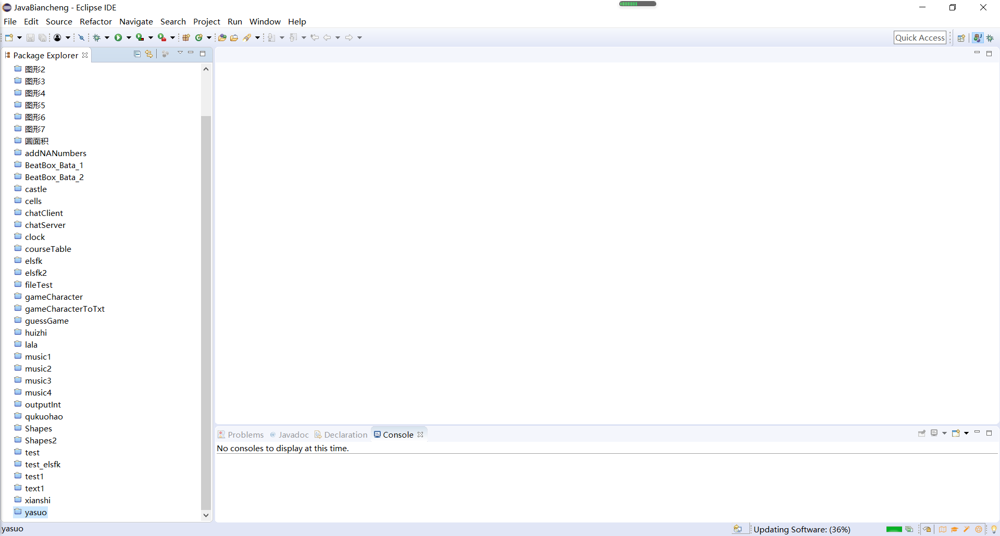 JavaBiancheng - Eclipse IDE
File Edit Source Refactor Navigate Search Project Run Window Help
Quick Access
Package Explorer
图形2
图形3
图形4
图形5
图形6
图形7
圆面积
addNANumbers
BeatBox_Bata_1
BeatBox_Bata_2
castle
cells
chatClient
chatServer
clock
courseTable
elsfk
elsfk2
fileTest
gameCharacter
gameCharacterToTxt
guessGame
huizhi
lala
music1
music2
music3
music4
outputInt
qukuohao
Shapes
Shapes2
test
test_elsfk
test1
text1
xianshi
yasuo
Problems @ Javadoc Declaration Console
No consoles to display at this time.
yasuo
Updating Software: (36%)